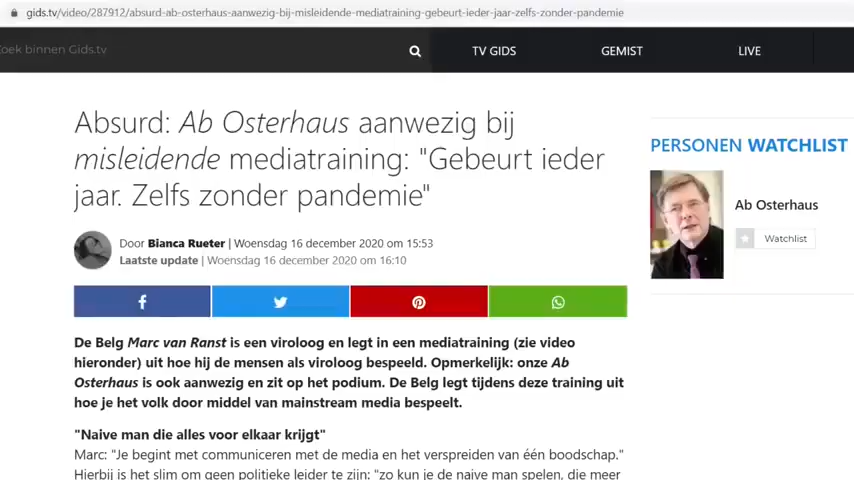 gids.tv/video/287912/absurd-ab-osterhaus-aanwezig-bij-misleidende-mediatraining-gebeurt-ieder-jaar-zelfs-zonder-pandemie
oek binnen Gids.tv
TV GIDS
GEMIST
LIVE
Absurd: Ab Osterhaus aanwezig bij
misleidende mediatraining: "Gebeurt ieder
jaar. Zelfs zonder pandemie"
Door Bianca Rueter | Woensdag 16 december 2020 om 15:53
Laatste update | Woensdag 16 december 2020 om 16:10
De Belg Marc van Ranst is een viroloog en legt in een mediatraining (zie video
hieronder) uit hoe hij de mensen als viroloog bespeeld. Opmerkelijk: onze Ab
Osterhaus is ook aanwezig en zit op het podium. De Belg legt tijdens deze training uit
hoe je het volk door middel van mainstream media bespeelt.
"Naive man die alles voor elkaar krijgt"
Marc: "Je begint met communiceren met de media en het verspreiden van één boodschap."
Hierbij is het slim om geen politieke leider te zijn: "zo kun je de naive man spelen, die meer
PERSONEN WATCHLIST
Ab Osterhaus
Watchlist